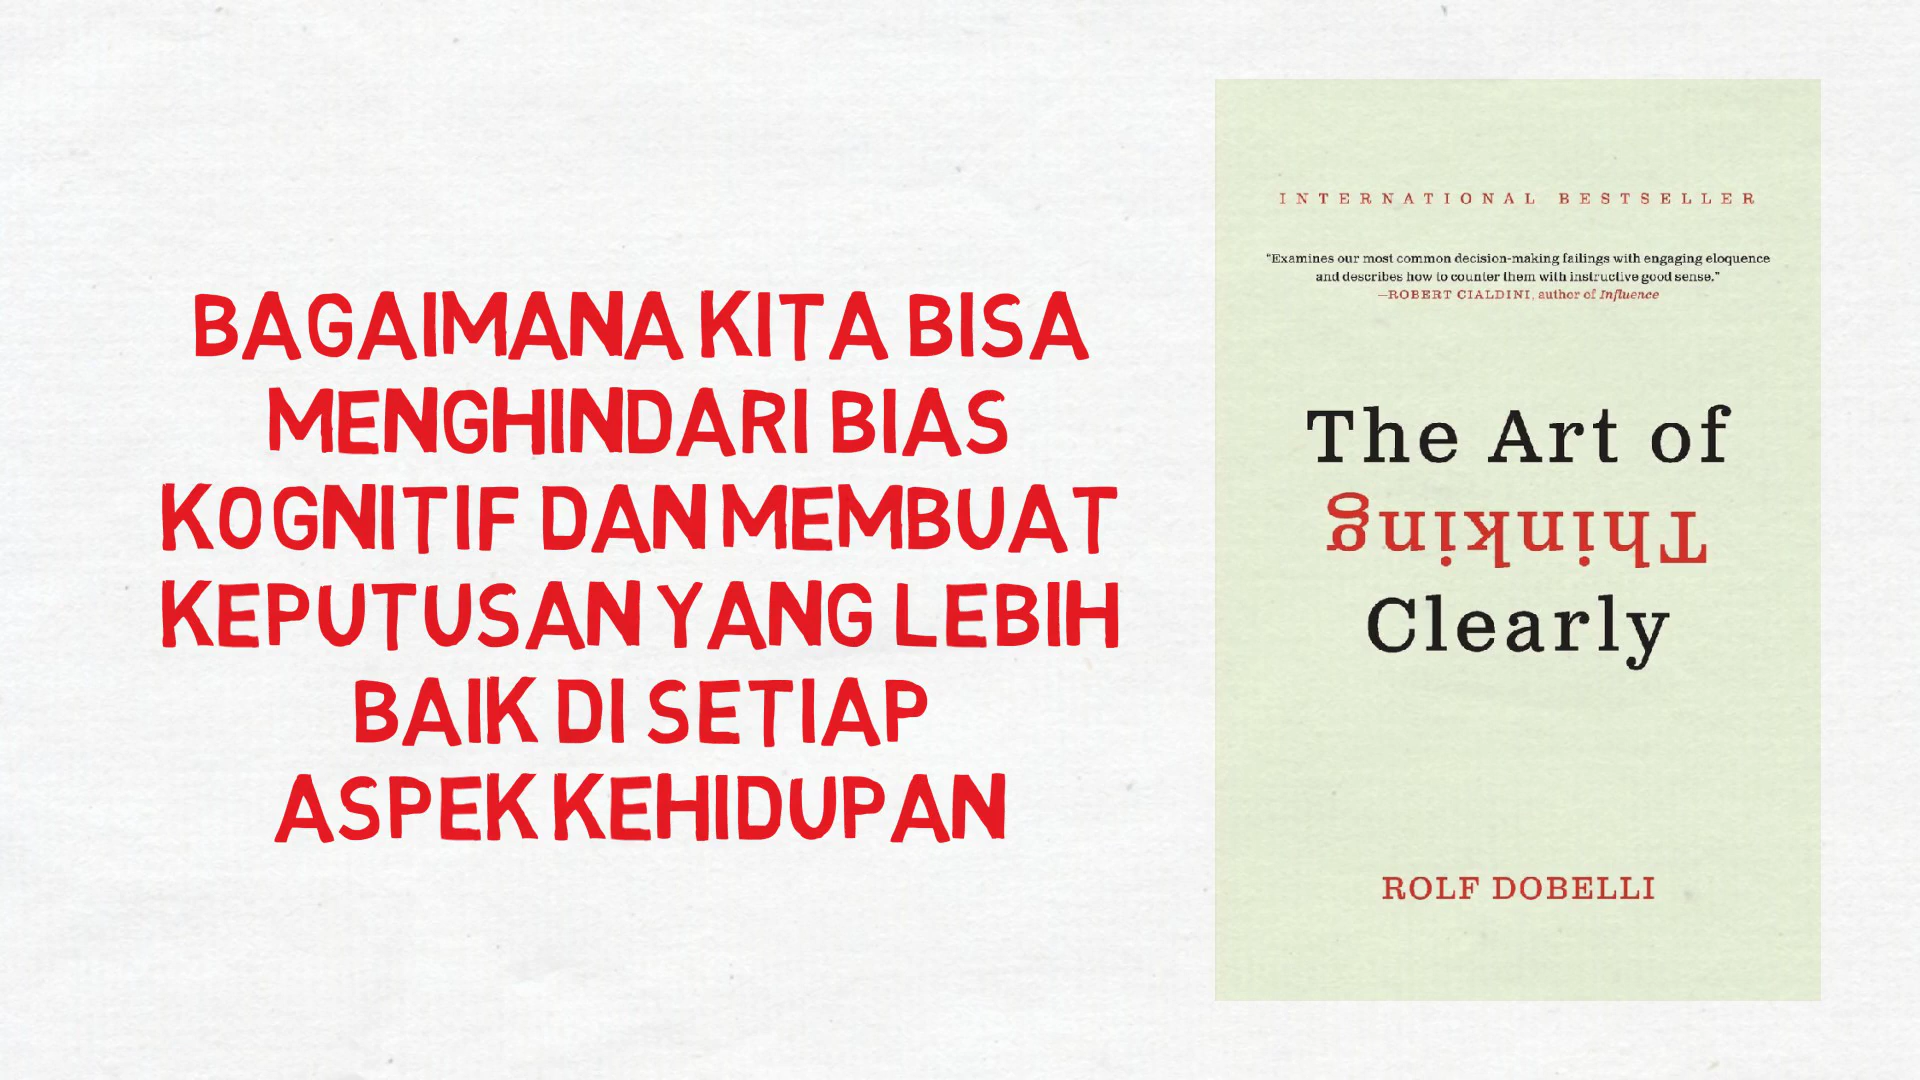 BAGAIMANA KITA BISA
MENGHINDARI BIAS
KOGNITIF DAN MEMBUAT
KEPUTUSAN YANG LEBIH
BAIK DI SETIAP
ASPEK KEHIDUPAN
INTERNATIONAL BESTSELLER
"Examines our most common decision-making failings with engaging eloquence
and describes how to counter them with instructive good sense."
—ROBERT CIALDINI, author of Influence
The Art of
Thinking
Clearly
ROLF DOBELLI